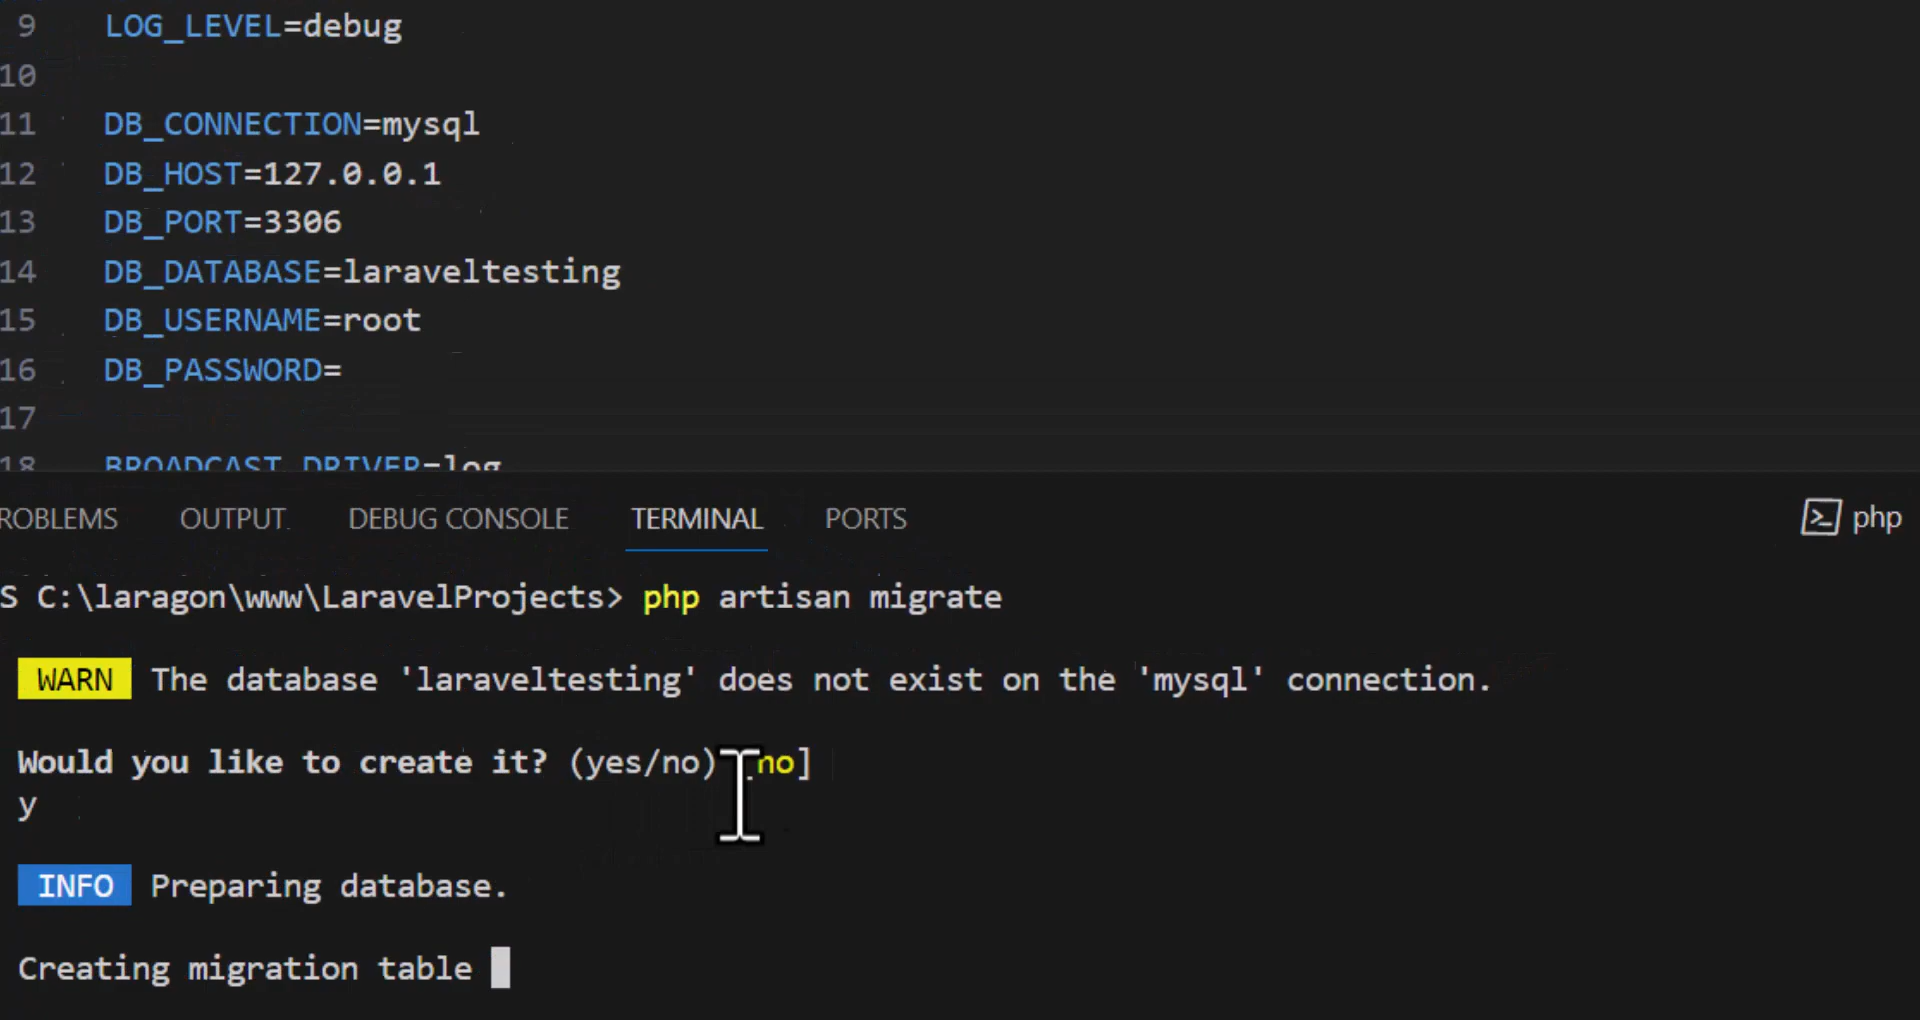 9 LOG_LEVEL=debug
10
11 DB_CONNECTION=mysql
12 DB_HOST=127.0.0.1
13 DB_PORT=3306
14 DB_DATABASE=laraveltesting
15 DB_USERNAME=root
16 DB_PASSWORD=
17
18 BROADCAST_DRIVER=log
ROBLEMS OUTPUT DEBUG CONSOLE TERMINAL PORTS php
S C:\laragon\www\LaravelProjects> php artisan migrate
WARN The database 'laraveltesting' does not exist on the 'mysql' connection.
Would you like to create it? (yes/no) [no]
y
INFO Preparing database.
Creating migration table